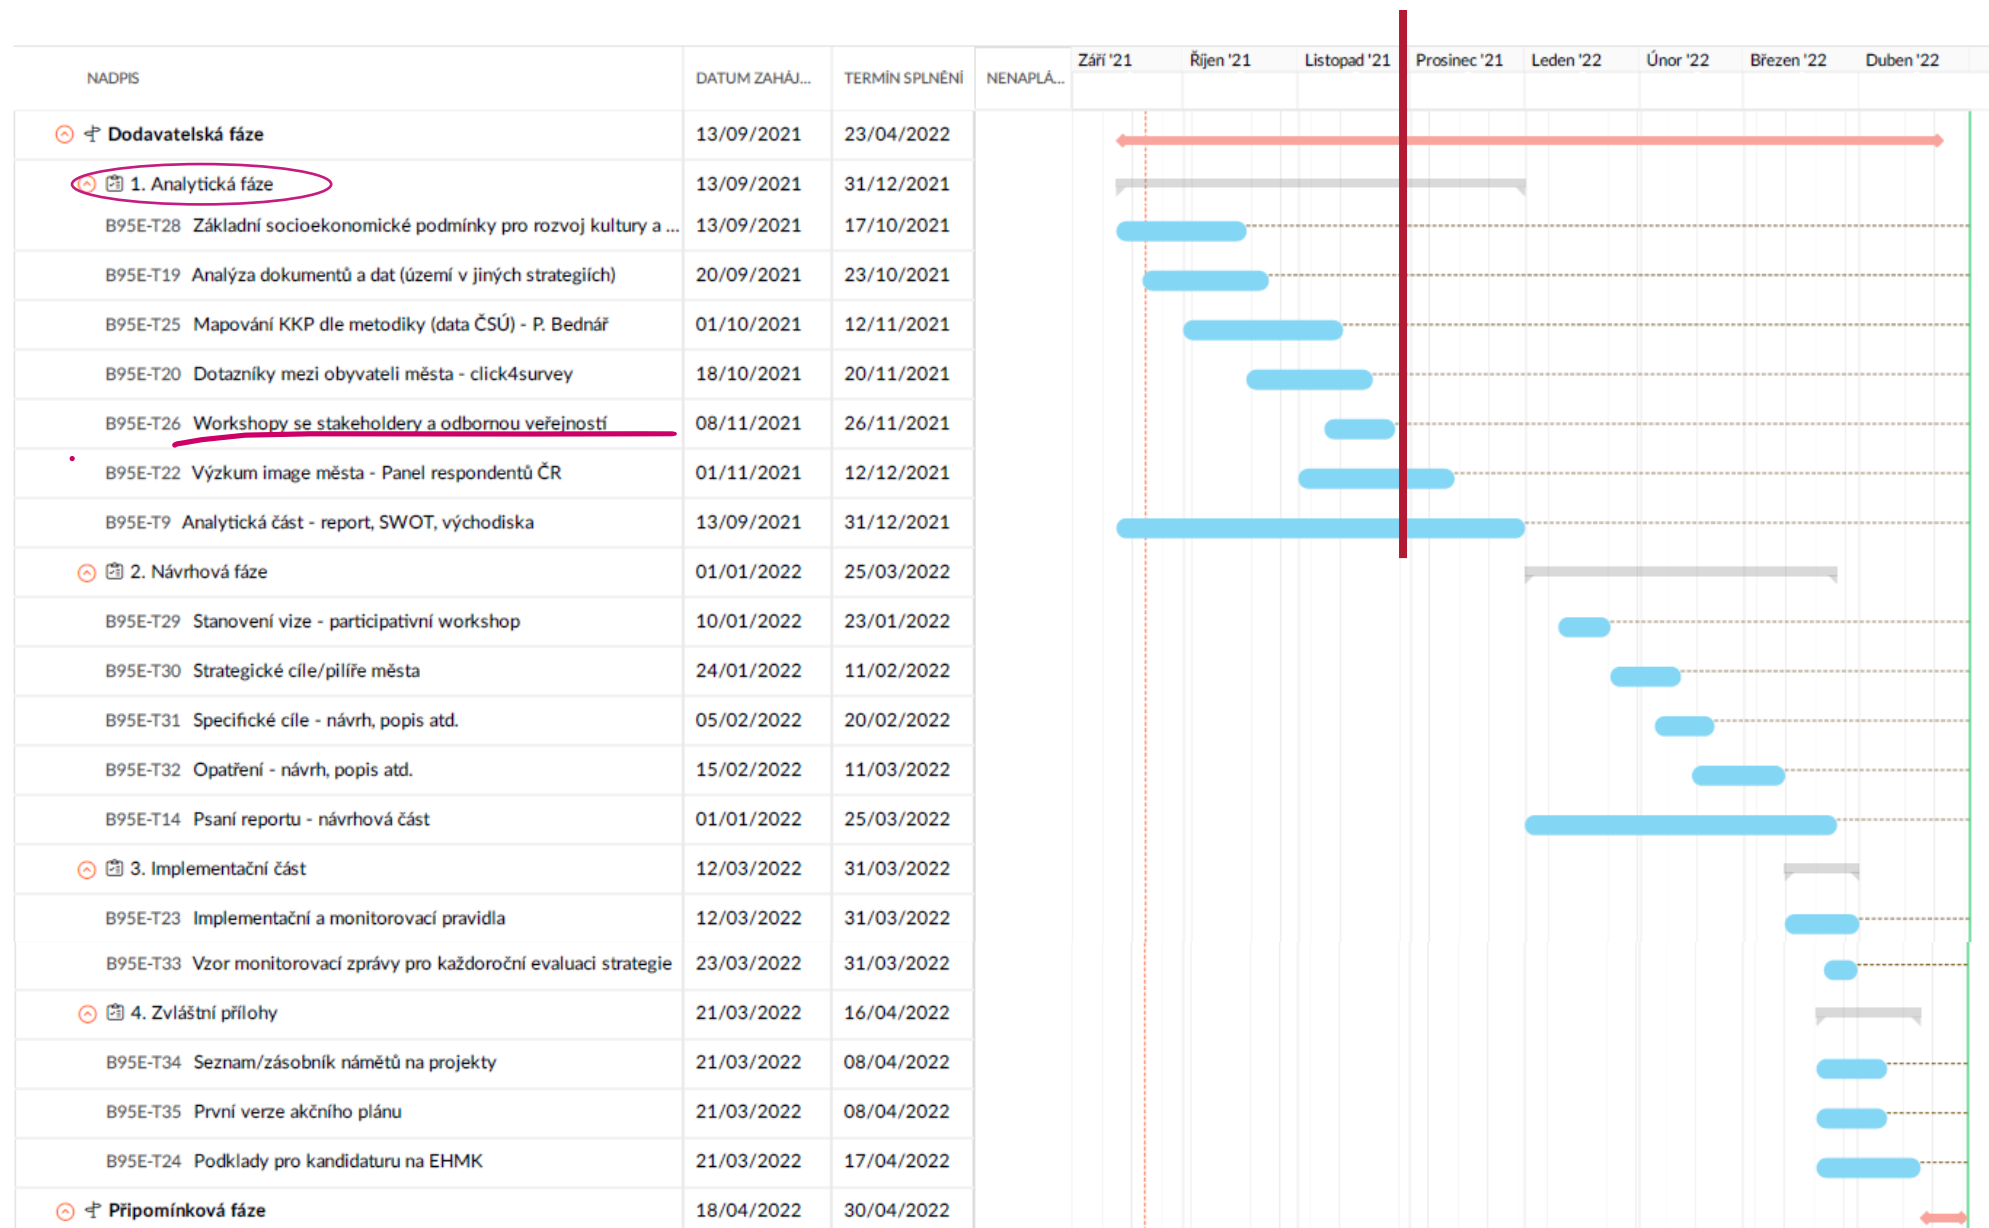 Září '21 Říjen '21 Listopad '21 Prosinec '21 Leden '22 Únor '22 Březen '22 Duben '22
NADPIS DATUM ZAHÁJ... TERMÍN SPLNĚNÍ NENAPLÁ...
Dodavatelská fáze 13/09/2021 23/04/2022
1. Analytická fáze 13/09/2021 31/12/2021
B95E-T28 Základní socioekonomické podmínky pro rozvoj kultury a ... 13/09/2021 17/10/2021
B95E-T19 Analýza dokumentů a dat (území v jiných strategiích) 20/09/2021 23/10/2021
B95E-T25 Mapování KKP dle metodiky (data ČSÚ) - P. Bednář 01/10/2021 12/11/2021
B95E-T20 Dotazníky mezi obyvateli města - click4survey 18/10/2021 20/11/2021
B95E-T26 Workshopy se stakeholdery a odbornou veřejností 08/11/2021 26/11/2021
B95E-T22 Výzkum image města - Panel respondentů ČR 01/11/2021 12/12/2021
B95E-T9 Analytická část - report, SWOT, východiska 13/09/2021 31/12/2021
2. Návrhová fáze 01/01/2022 25/03/2022
B95E-T29 Stanovení vize - participativní workshop 10/01/2022 23/01/2022
B95E-T30 Strategické cíle/pilíře města 24/01/2022 11/02/2022
B95E-T31 Specifické cíle - návrh, popis atd. 05/02/2022 20/02/2022
B95E-T32 Opatření - návrh, popis atd. 15/02/2022 11/03/2022
B95E-T14 Psaní reportu - návrhová část 01/01/2022 25/03/2022
3. Implementační část 12/03/2022 31/03/2022
B95E-T23 Implementační a monitorovací pravidla 12/03/2022 31/03/2022
B95E-T33 Vzor monitorovací zprávy pro každoroční evaluaci strategie 23/03/2022 31/03/2022
4. Zvláštní přílohy 21/03/2022 16/04/2022
B95E-T34 Seznam/zásobník námětů na projekty 21/03/2022 08/04/2022
B95E-T35 První verze akčního plánu 21/03/2022 08/04/2022
B95E-T24 Podklady pro kandidaturu na EHMK 21/03/2022 17/04/2022
Připomínková fáze 18/04/2022 30/04/2022